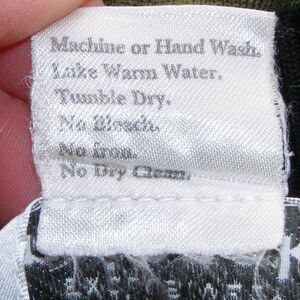 Machine or Hand Wash.
Luke Warm Water.
Tumble Dry.
No Bleach.
No Iron.
No Dry Clean.